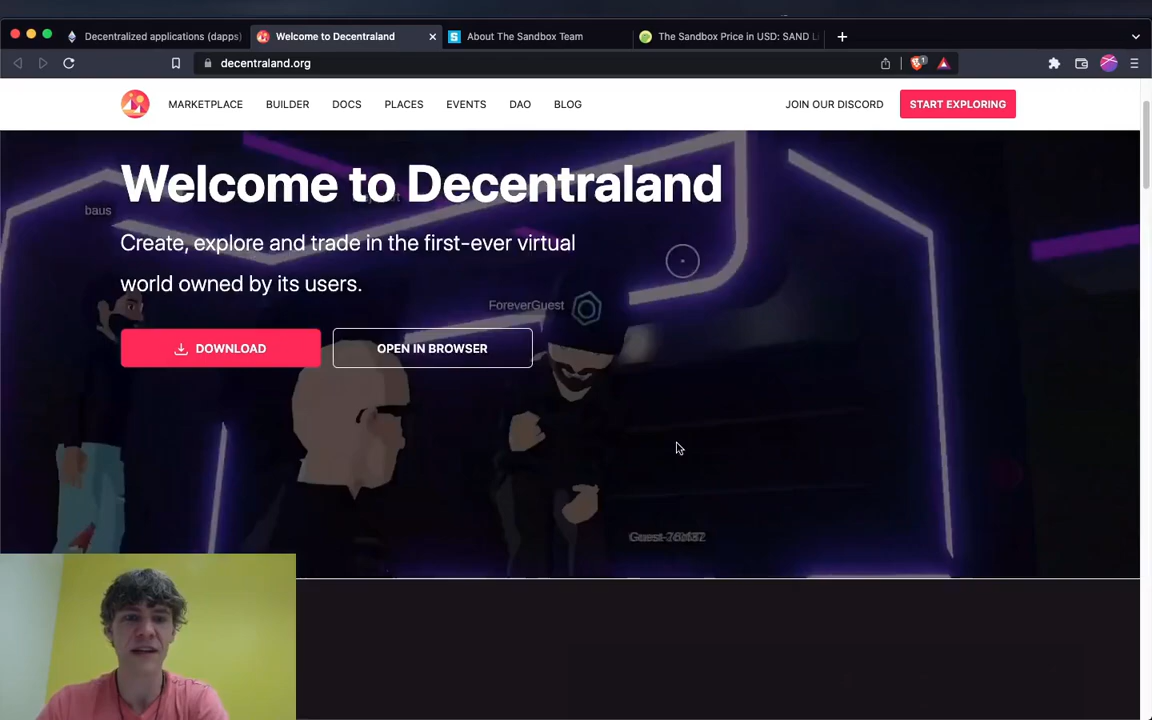 Decentralized applications (dapps)
Welcome to Decentraland
About The Sandbox Team
The Sandbox Price in USD: SAND Li
decentraland.org
1
MARKETPLACE
BUILDER
DOCS
PLACES
EVENTS
DAO
BLOG
JOIN OUR DISCORD
START EXPLORING
Welcome to Decentraland
baus
Create, explore and trade in the first-ever virtual
world owned by its users.
ForeverGuest
DOWNLOAD
OPEN IN BROWSER